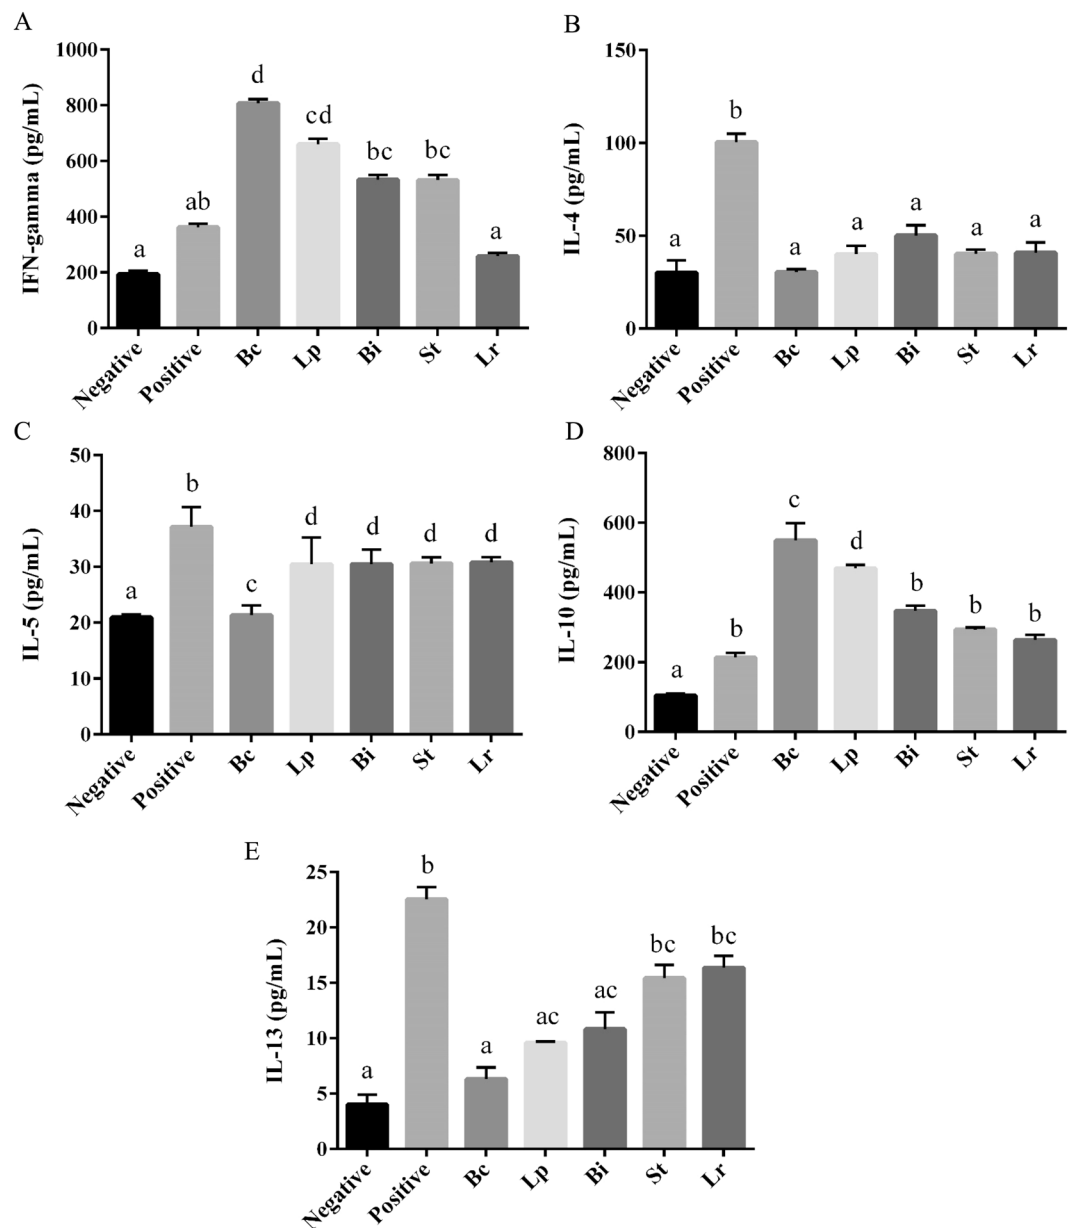 A
IFN-gamma (pg/mL)
1000
800
600
400
200
0
a
ab
d
cd
bc
bc
a
Negative
Positive
Bc
Lp
Bi
St
Lr
B
IL-4 (pg/mL)
150
100
50
0
a
b
a
a
a
a
a
Negative
Positive
Bc
Lp
Bi
St
Lr
C
IL-5 (pg/mL)
50
40
30
20
10
0
a
b
c
d
d
d
d
Negative
Positive
Bc
Lp
Bi
St
Lr
D
IL-10 (pg/mL)
800
600
400
200
0
a
b
c
d
b
b
b
Negative
Positive
Bc
Lp
Bi
St
Lr
E
IL-13 (pg/mL)
25
20
15
10
5
0
a
b
a
ac
ac
bc
bc
Negative
Positive
Bc
Lp
Bi
St
Lr